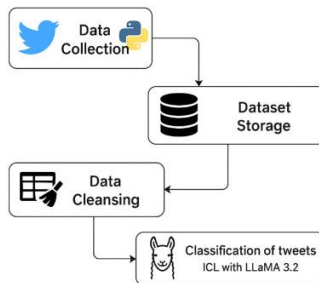 Data
Collection
Dataset
Storage
Data
Cleansing
Classification of tweets
ICL with LLaMA 3.2